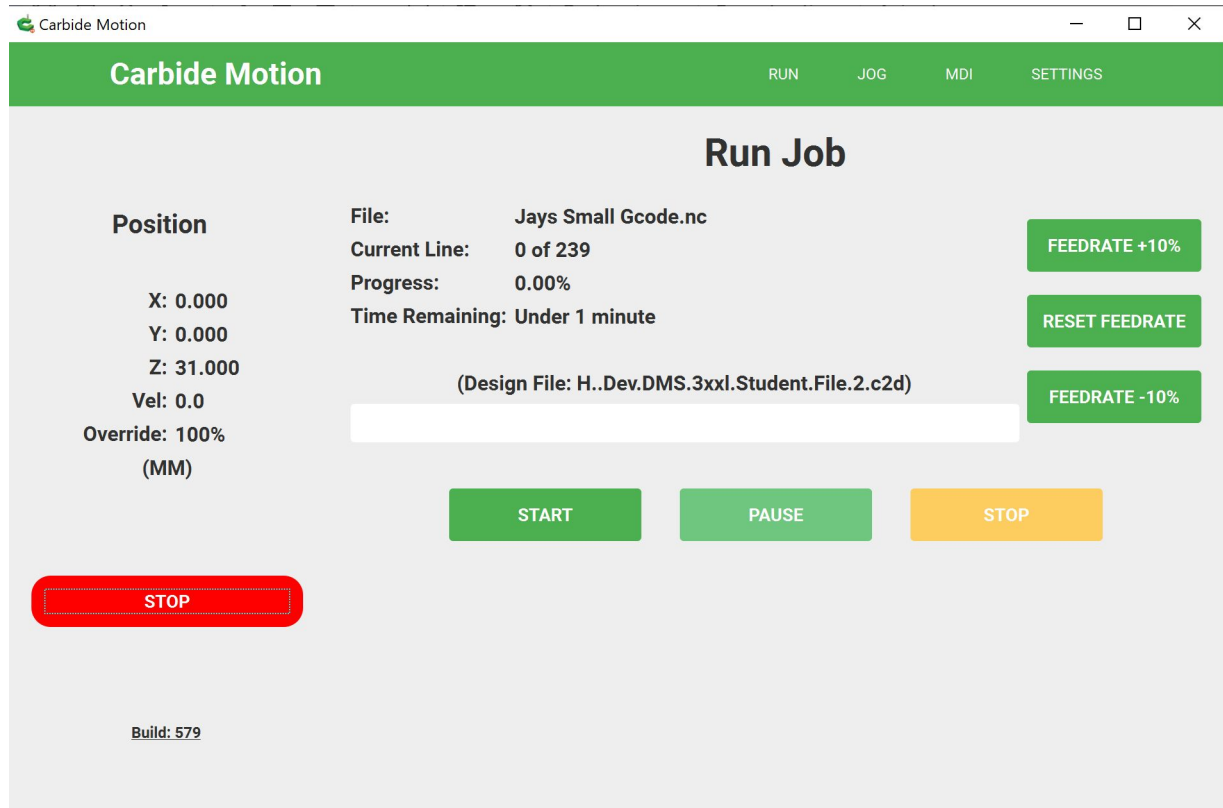 Carbide Motion
Carbide Motion
RUN JOG MDI SETTINGS
Run Job
Position
X: 0.000
Y: 0.000
Z: 31.000
Vel: 0.0
Override: 100%
(MM)
File: Jays Small Gcode.nc
Current Line: 0 of 239
Progress: 0.00%
Time Remaining: Under 1 minute
(Design File: H..Dev.DMS.3xxl.Student.File.2.c2d)
FEEDRATE +10%
RESET FEEDRATE
FEEDRATE -10%
START PAUSE STOP
STOP
Build: 579